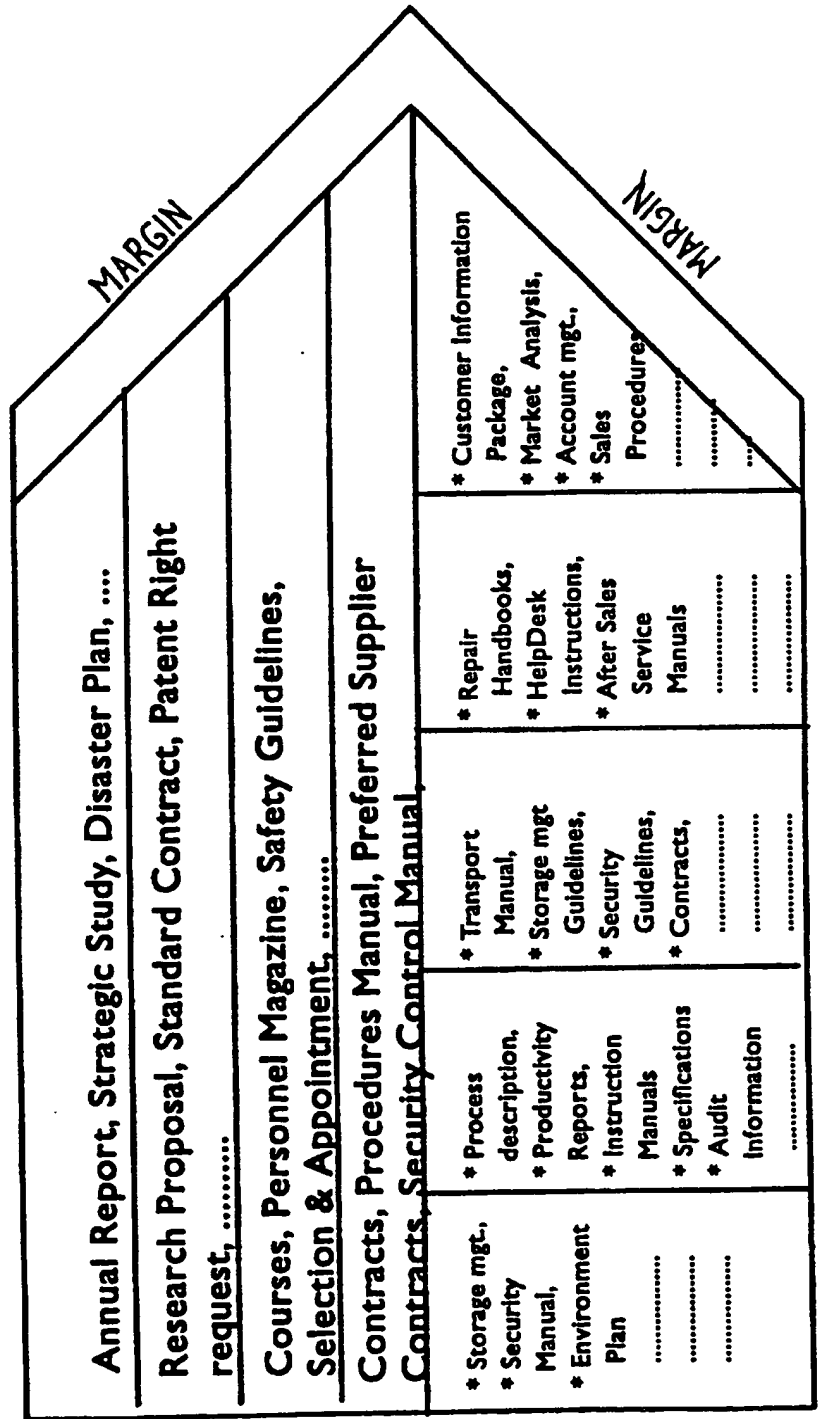 MARGIN
Annual Report, Strategic Study, Disaster Plan, ....
Research Proposal, Standard Contract, Patent Right
request, ..........
Courses, Personnel Magazine, Safety Guidelines,
Selection & Appointment, .........
Contracts, Procedures Manual, Preferred Supplier
Contracts, Security Control Manual,
* Storage mgt.,
* Security
Manual,
* Environment
Plan
................
................
................
* Process
description,
* Productivity
Reports,
* Instruction
Manuals
* Specifications
* Audit
Information
................
* Transport
Manual,
* Storage mgt
Guidelines,
* Security
Guidelines,
* Contracts,
................
................
................
* Repair
Handbooks,
* HelpDesk
Instructions,
* After Sales
Service
Manuals
................
................
................
* Customer Information
Package,
* Market Analysis,
* Account mgt.,
* Sales
Procedures
................
...........
.....
MARGIN